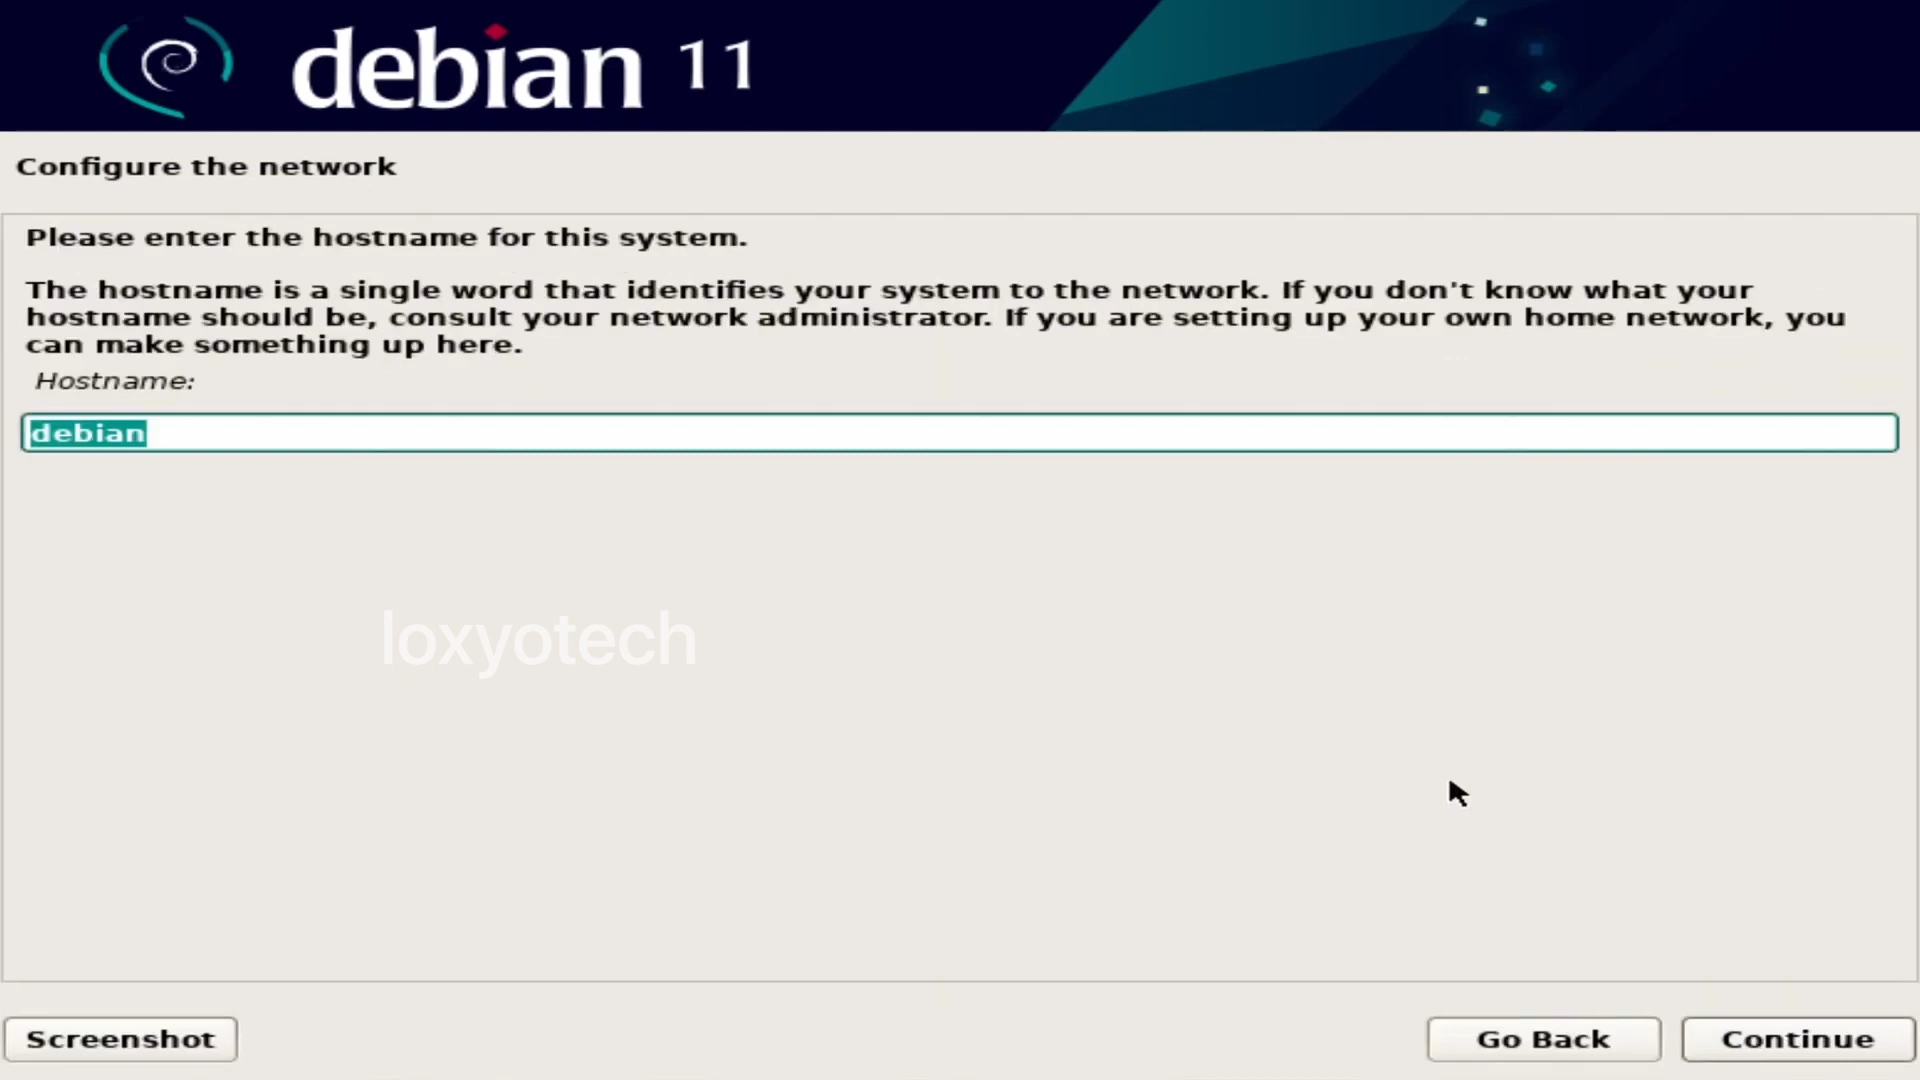 debian 11
Configure the network
Please enter the hostname for this system.
The hostname is a single word that identifies your system to the network. If you don't know what your
hostname should be, consult your network administrator. If you are setting up your own home network, you
can make something up here.
Hostname:
debian
loxyotech
Screenshot
Go Back
Continue